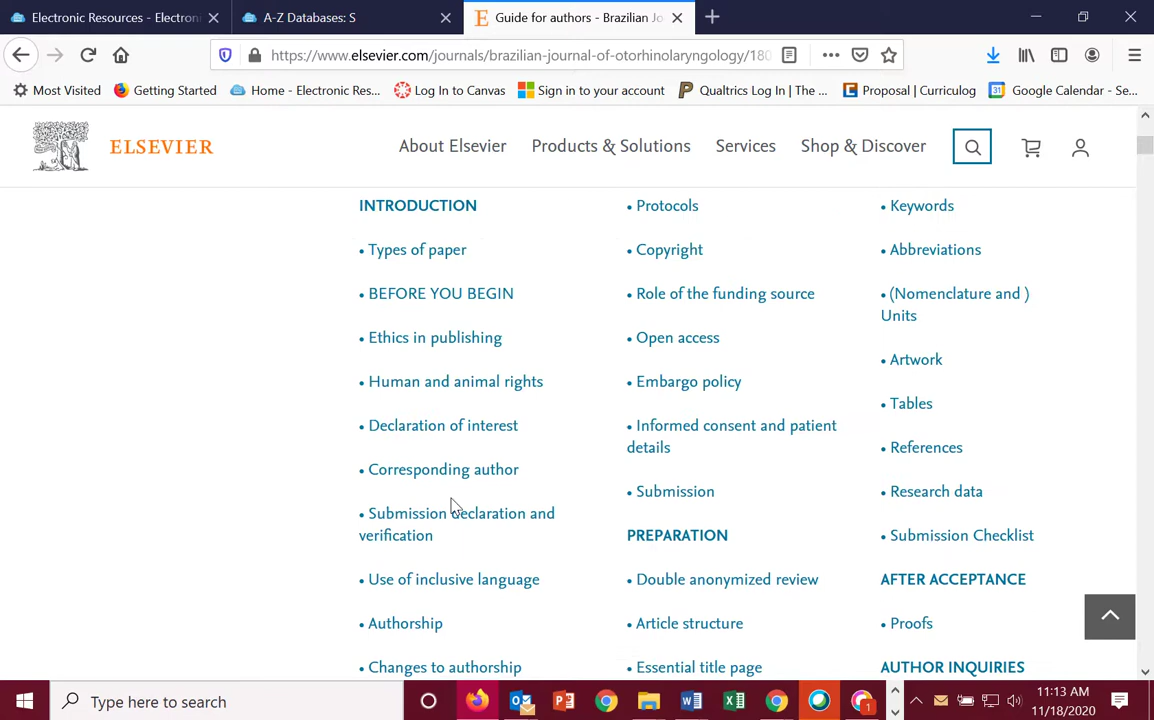 Electronic Resources - Electron
A-Z Databases: S
Guide for authors - Brazilian Jo
https://www.elsevier.com/journals/brazilian-journal-of-otorhinolaryngology/180
Most Visited
Getting Started
Home - Electronic Res...
Log In to Canvas
Sign in to your account
Qualtrics Log In | The ...
Proposal | Curriculog
Google Calendar - Se...
ELSEVIER
About Elsevier
Products & Solutions
Services
Shop & Discover
INTRODUCTION
• Types of paper
• BEFORE YOU BEGIN
• Ethics in publishing
• Human and animal rights
• Declaration of interest
• Corresponding author
• Submission declaration and
verification
• Use of inclusive language
• Authorship
• Changes to authorship
• Protocols
• Copyright
• Role of the funding source
• Open access
• Embargo policy
• Informed consent and patient
details
• Submission
PREPARATION
• Double anonymized review
• Article structure
• Essential title page
• Keywords
• Abbreviations
• (Nomenclature and )
Units
• Artwork
• Tables
• References
• Research data
• Submission Checklist
AFTER ACCEPTANCE
• Proofs
AUTHOR INQUIRIES
Type here to search
11:13 AM
11/18/2020